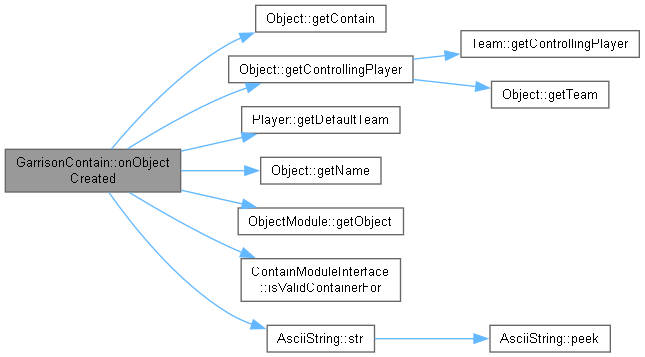 Object::getContain
Team::getControllingPlayer
Object::getControllingPlayer
Object::getTeam
Player::getDefaultTeam
GarrisonContain::onObject
Created
Object::getName
ObjectModule::getObject
ContainModuleInterface
::isValidContainerFor
AsciiString::str
AsciiString::peek